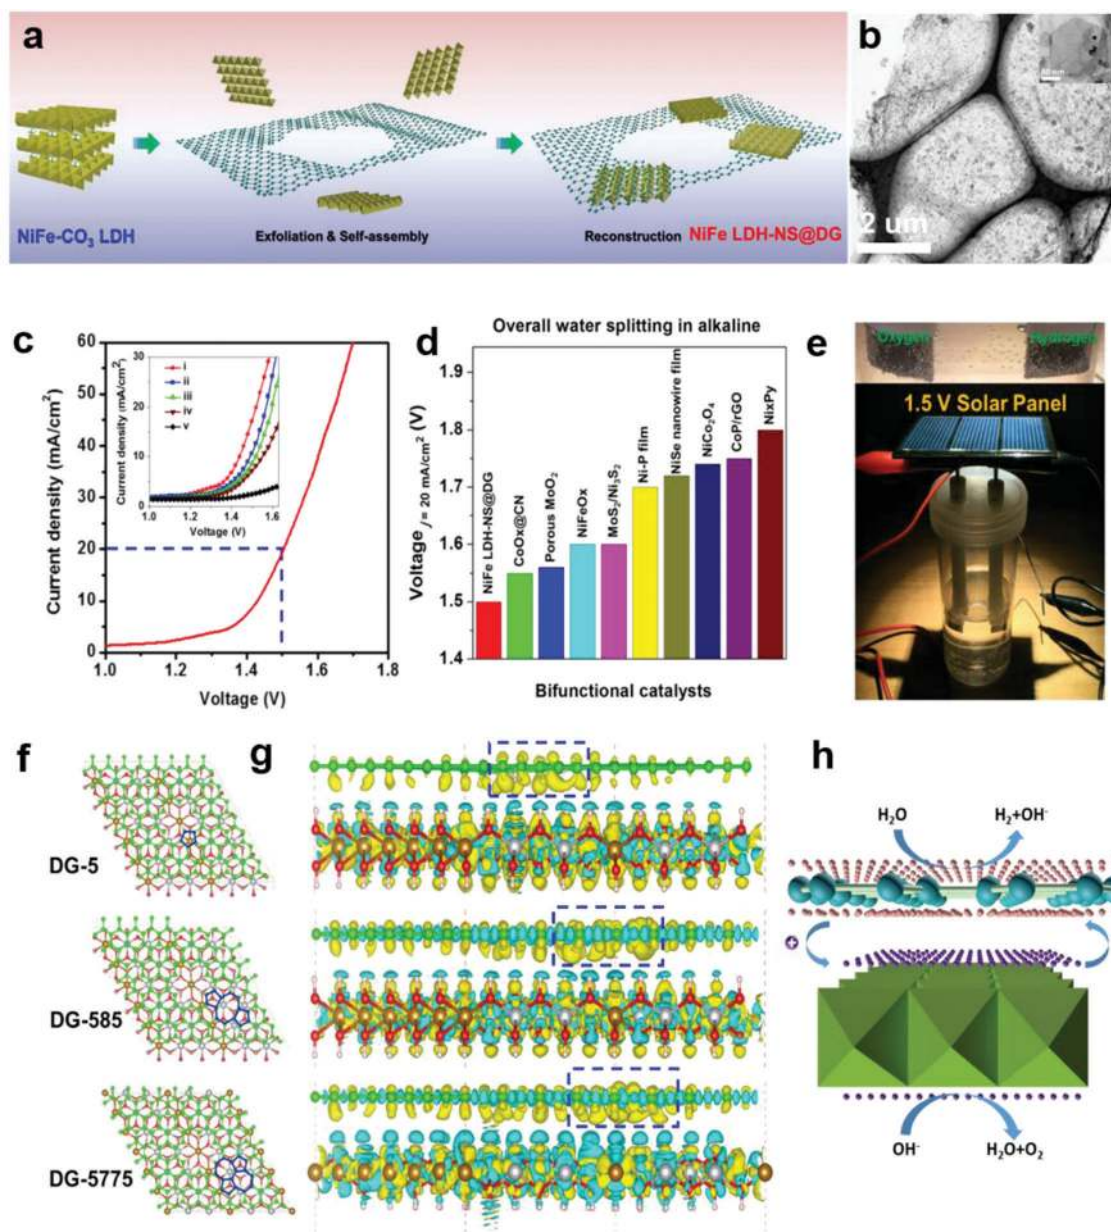 a
NiFe-CO₃ LDH
Exfoliation & Self-assembly
Reconstruction NiFe LDH-NS@DG
b
2 um
c
Current density (mA/cm²)
60
50
40
30
20
10
0
1.0 1.2 1.4 1.6 1.8
Voltage (V)
Current density (mA/cm²)
30
20
10
0
i
ii
iii
iv
v
1.0 1.2 1.4 1.6
Voltage (V)
d
Overall water splitting in alkaline
Voltage J = 20 mA/cm² (V)
1.9
1.8
1.7
1.6
1.5
1.4
NiFe LDH-NS@DG
CoOx@CN
Porous MoO₂
NiFeOx
MoS₂/Ni₃S₂
Ni-P film
NiSe nanowire film
NiCo₂O₄
CoP/rGO
NixPy
Bifunctional catalysts
e
Oxygen Hydrogen
1.5 V Solar Panel
f
DG-5
DG-585
DG-5775
g
h
H₂O H₂+OH⁻
+
OH⁻ H₂O+O₂